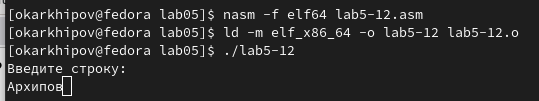 [okarkhipov@fedora lab05]$ nasm -f elf64 lab5-12.asm
[okarkhipov@fedora lab05]$ ld -m elf_x86_64 -o lab5-12 lab5-12.o
[okarkhipov@fedora lab05]$ ./lab5-12
Введите строку:
Архипов